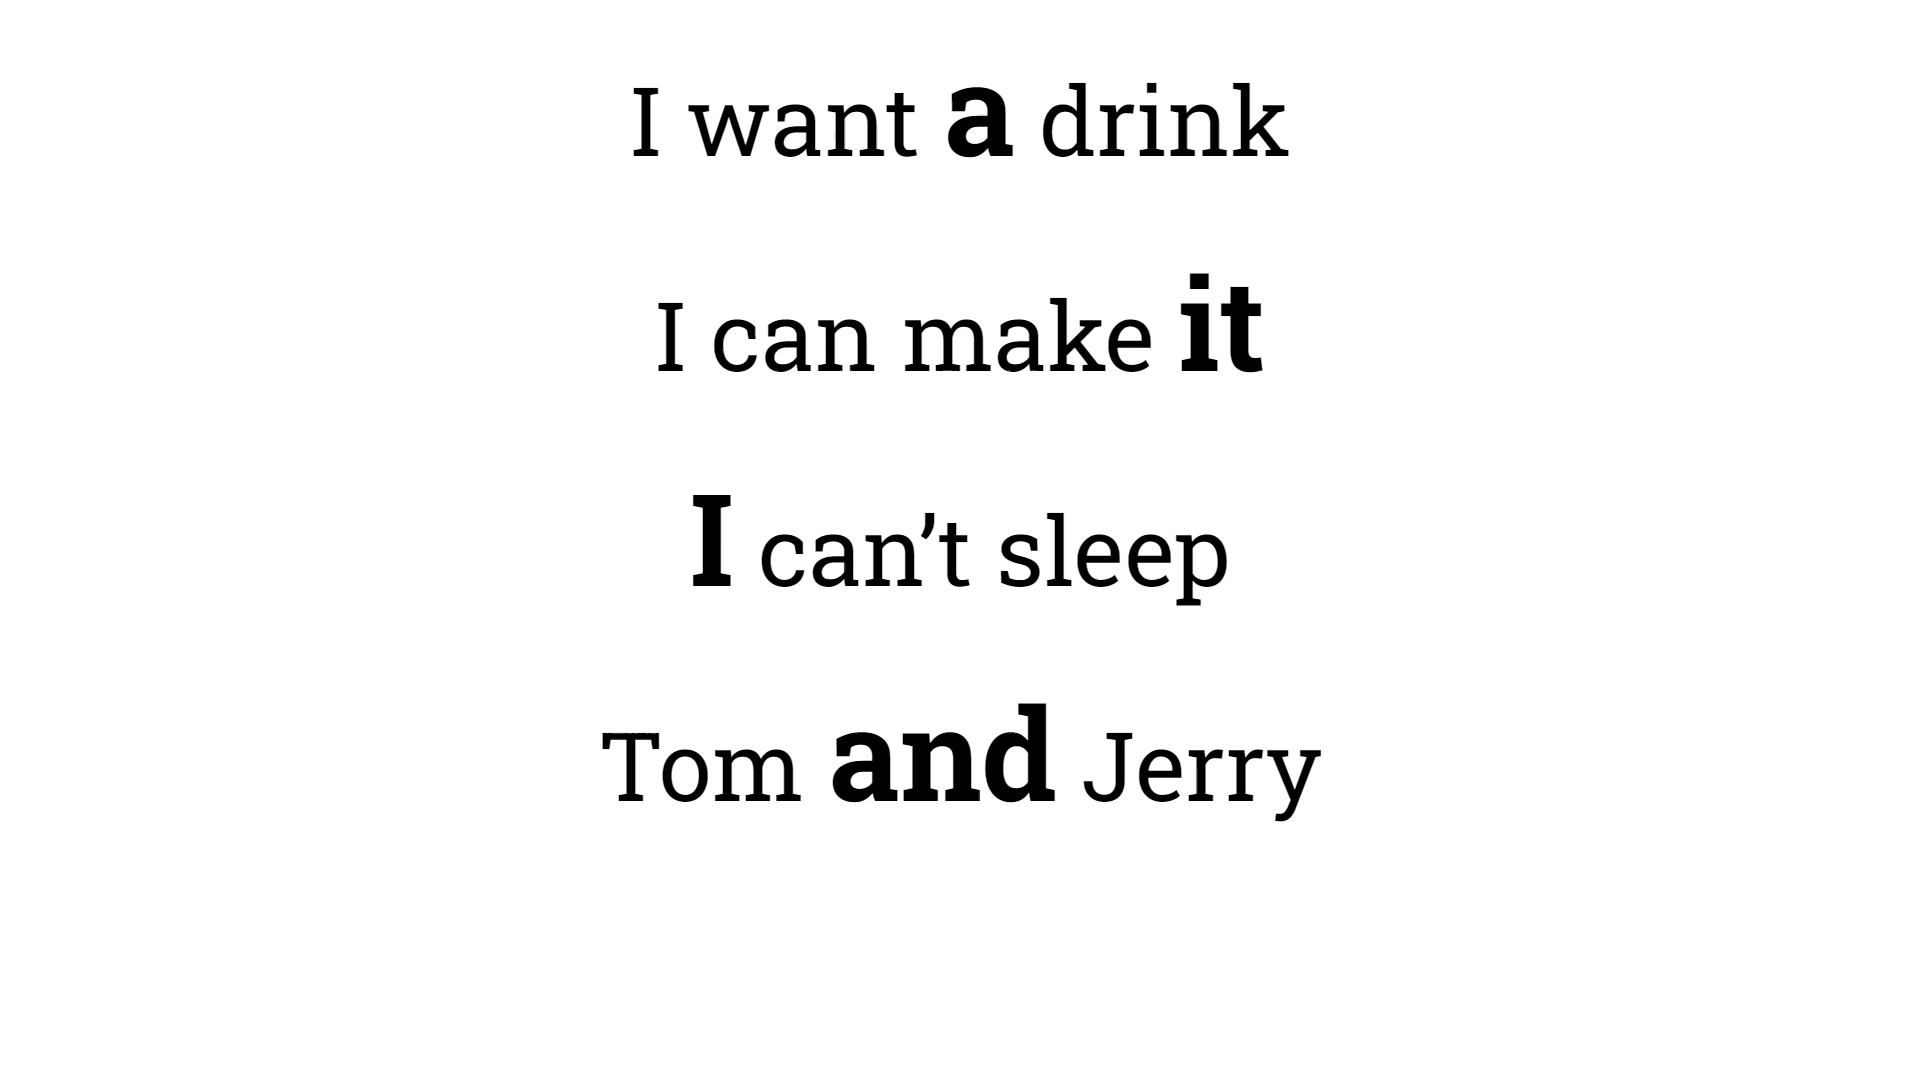 I want a drink
I can make it
I can’t sleep
Tom and Jerry